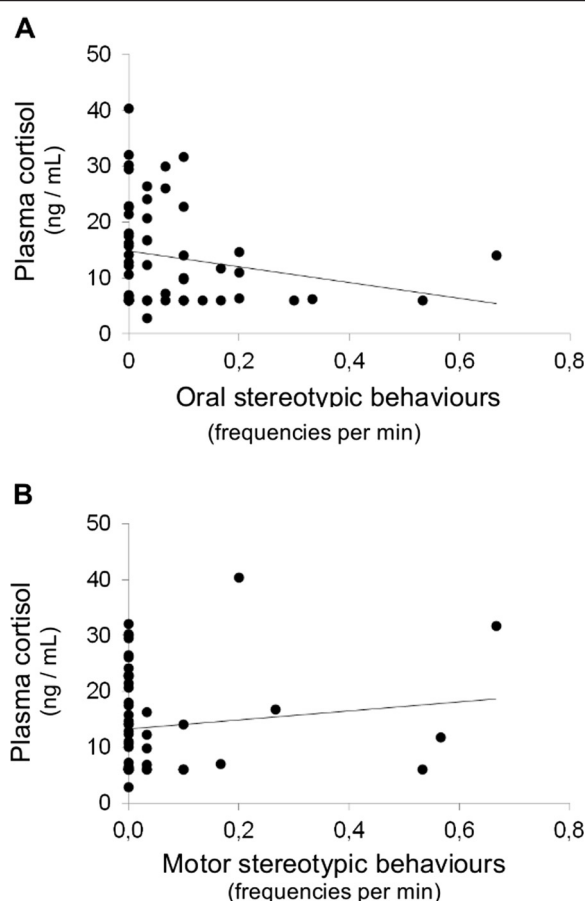 A
Plasma cortisol
(ng / mL)
50
40
30
20
10
0
0 0,2 0,4 0,6 0,8
Oral stereotypic behaviours
(frequencies per min)
B
Plasma cortisol
(ng / mL)
50
40
30
20
10
0
0,0 0,2 0,4 0,6 0,8
Motor stereotypic behaviours
(frequencies per min)